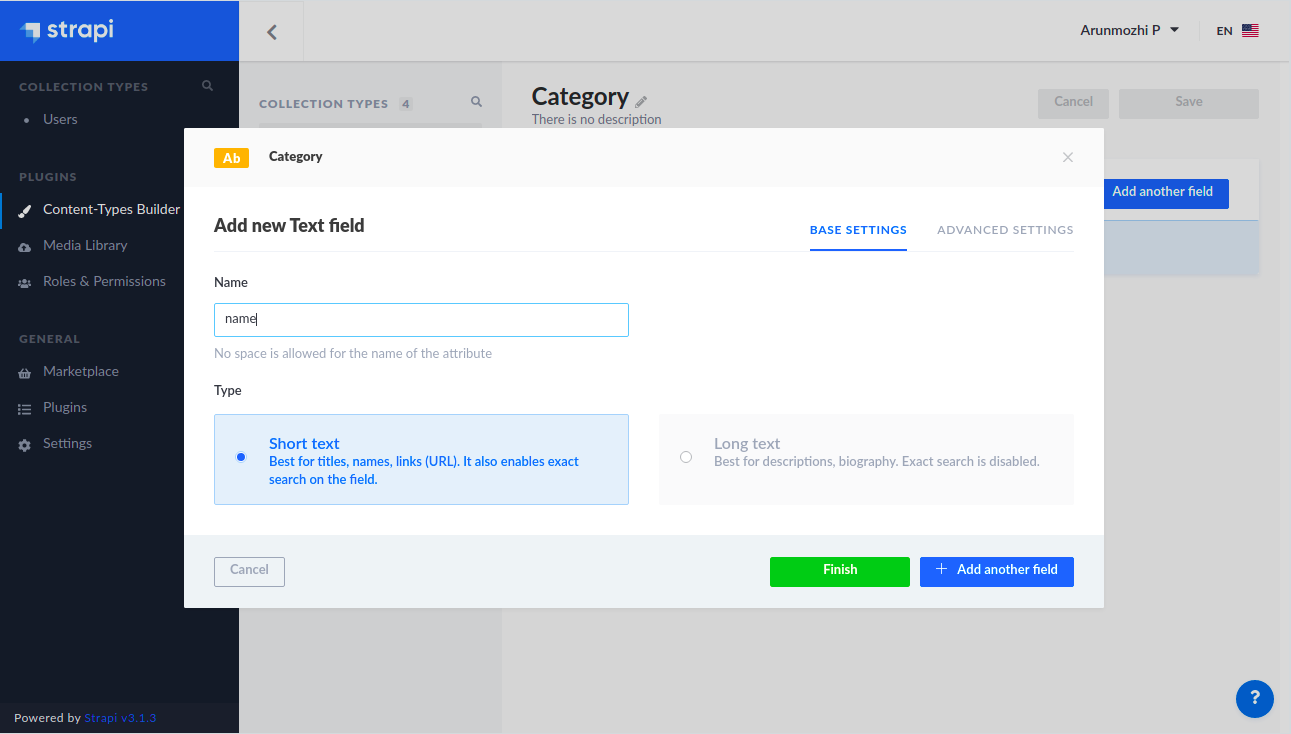 strapi
Arunmozhi P
EN
COLLECTION TYPES
Users
PLUGINS
Content-Types Builder
Media Library
Roles & Permissions
GENERAL
Marketplace
Plugins
Settings
Powered by Strapi v3.1.3
COLLECTION TYPES 4
Category
There is no description
Cancel
Save
Add another field
Ab Category
Add new Text field
BASE SETTINGS
ADVANCED SETTINGS
Name
name
No space is allowed for the name of the attribute
Type
Short text
Best for titles, names, links (URL). It also enables exact
search on the field.
Long text
Best for descriptions, biography. Exact search is disabled.
Cancel
Finish
+ Add another field
?